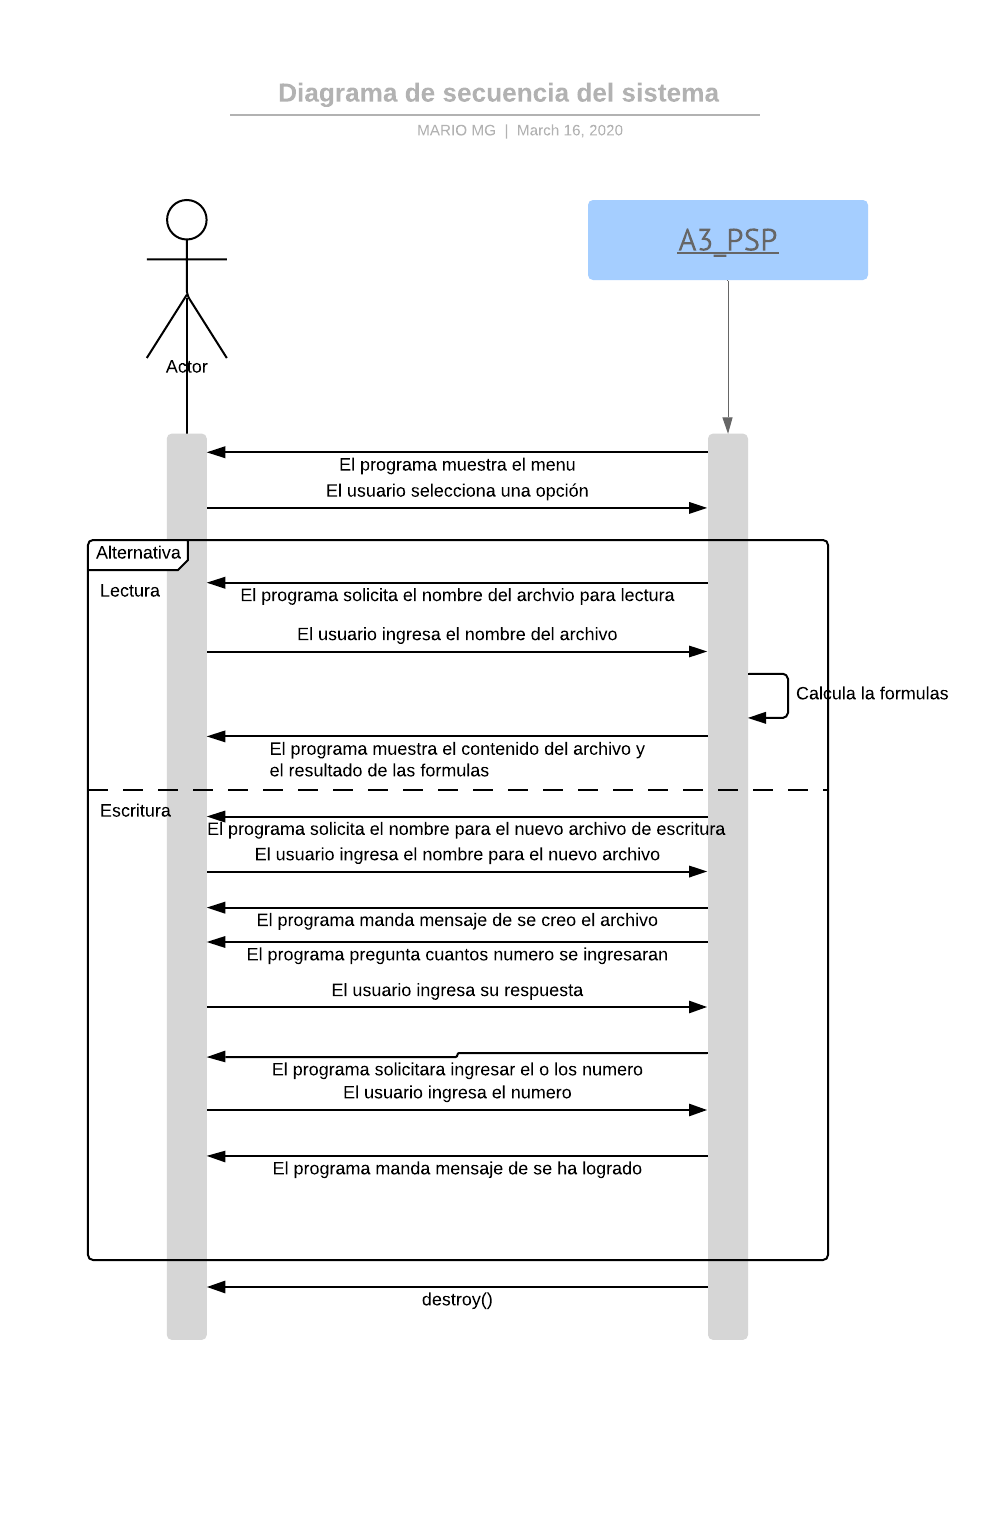 Diagrama de secuencia del sistema
MARIO MG | March 16, 2020
A3_PSP
Actor
El programa muestra el menu
El usuario selecciona una opción
Alternativa
Lectura
El programa solicita el nombre del archvio para lectura
El usuario ingresa el nombre del archivo
Calcula la formulas
El programa muestra el contenido del archivo y
el resultado de las formulas
Escritura
El programa solicita el nombre para el nuevo archivo de escritura
El usuario ingresa el nombre para el nuevo archivo
El programa manda mensaje de se creo el archivo
El programa pregunta cuantos numero se ingresaran
El usuario ingresa su respuesta
El programa solicitara ingresar el o los numero
El usuario ingresa el numero
El programa manda mensaje de se ha logrado
destroy()